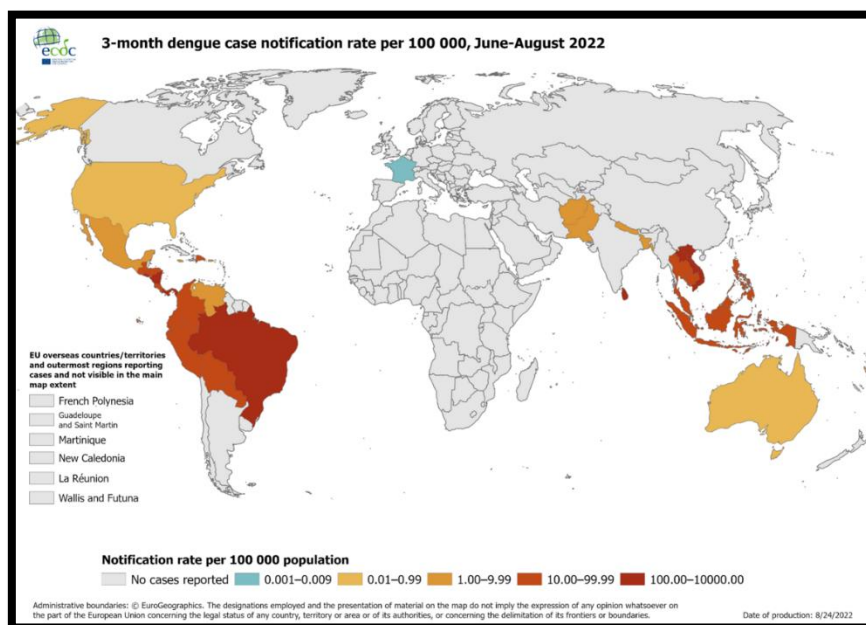 ecdc
3-month dengue case notification rate per 100 000, June-August 2022
EU overseas countries/territories
and outermost regions reporting
cases and not visible in the main
map extent
French Polynesia
Guadeloupe
and Saint Martin
Martinique
New Caledonia
La Réunion
Wallis and Futuna
Notification rate per 100 000 population
No cases reported
0.001–0.009
0.01–0.99
1.00–9.99
10.00–99.99
100.00–10000.00
Administrative boundaries: © EuroGeographics. The designations employed and the presentation of material on the map do not imply the expression of any opinion whatsoever on
the part of the European Union concerning the legal status of any country, territory or area or of its authorities, or concerning the delimitation of its frontiers or boundaries.
Date of production: 8/24/2022